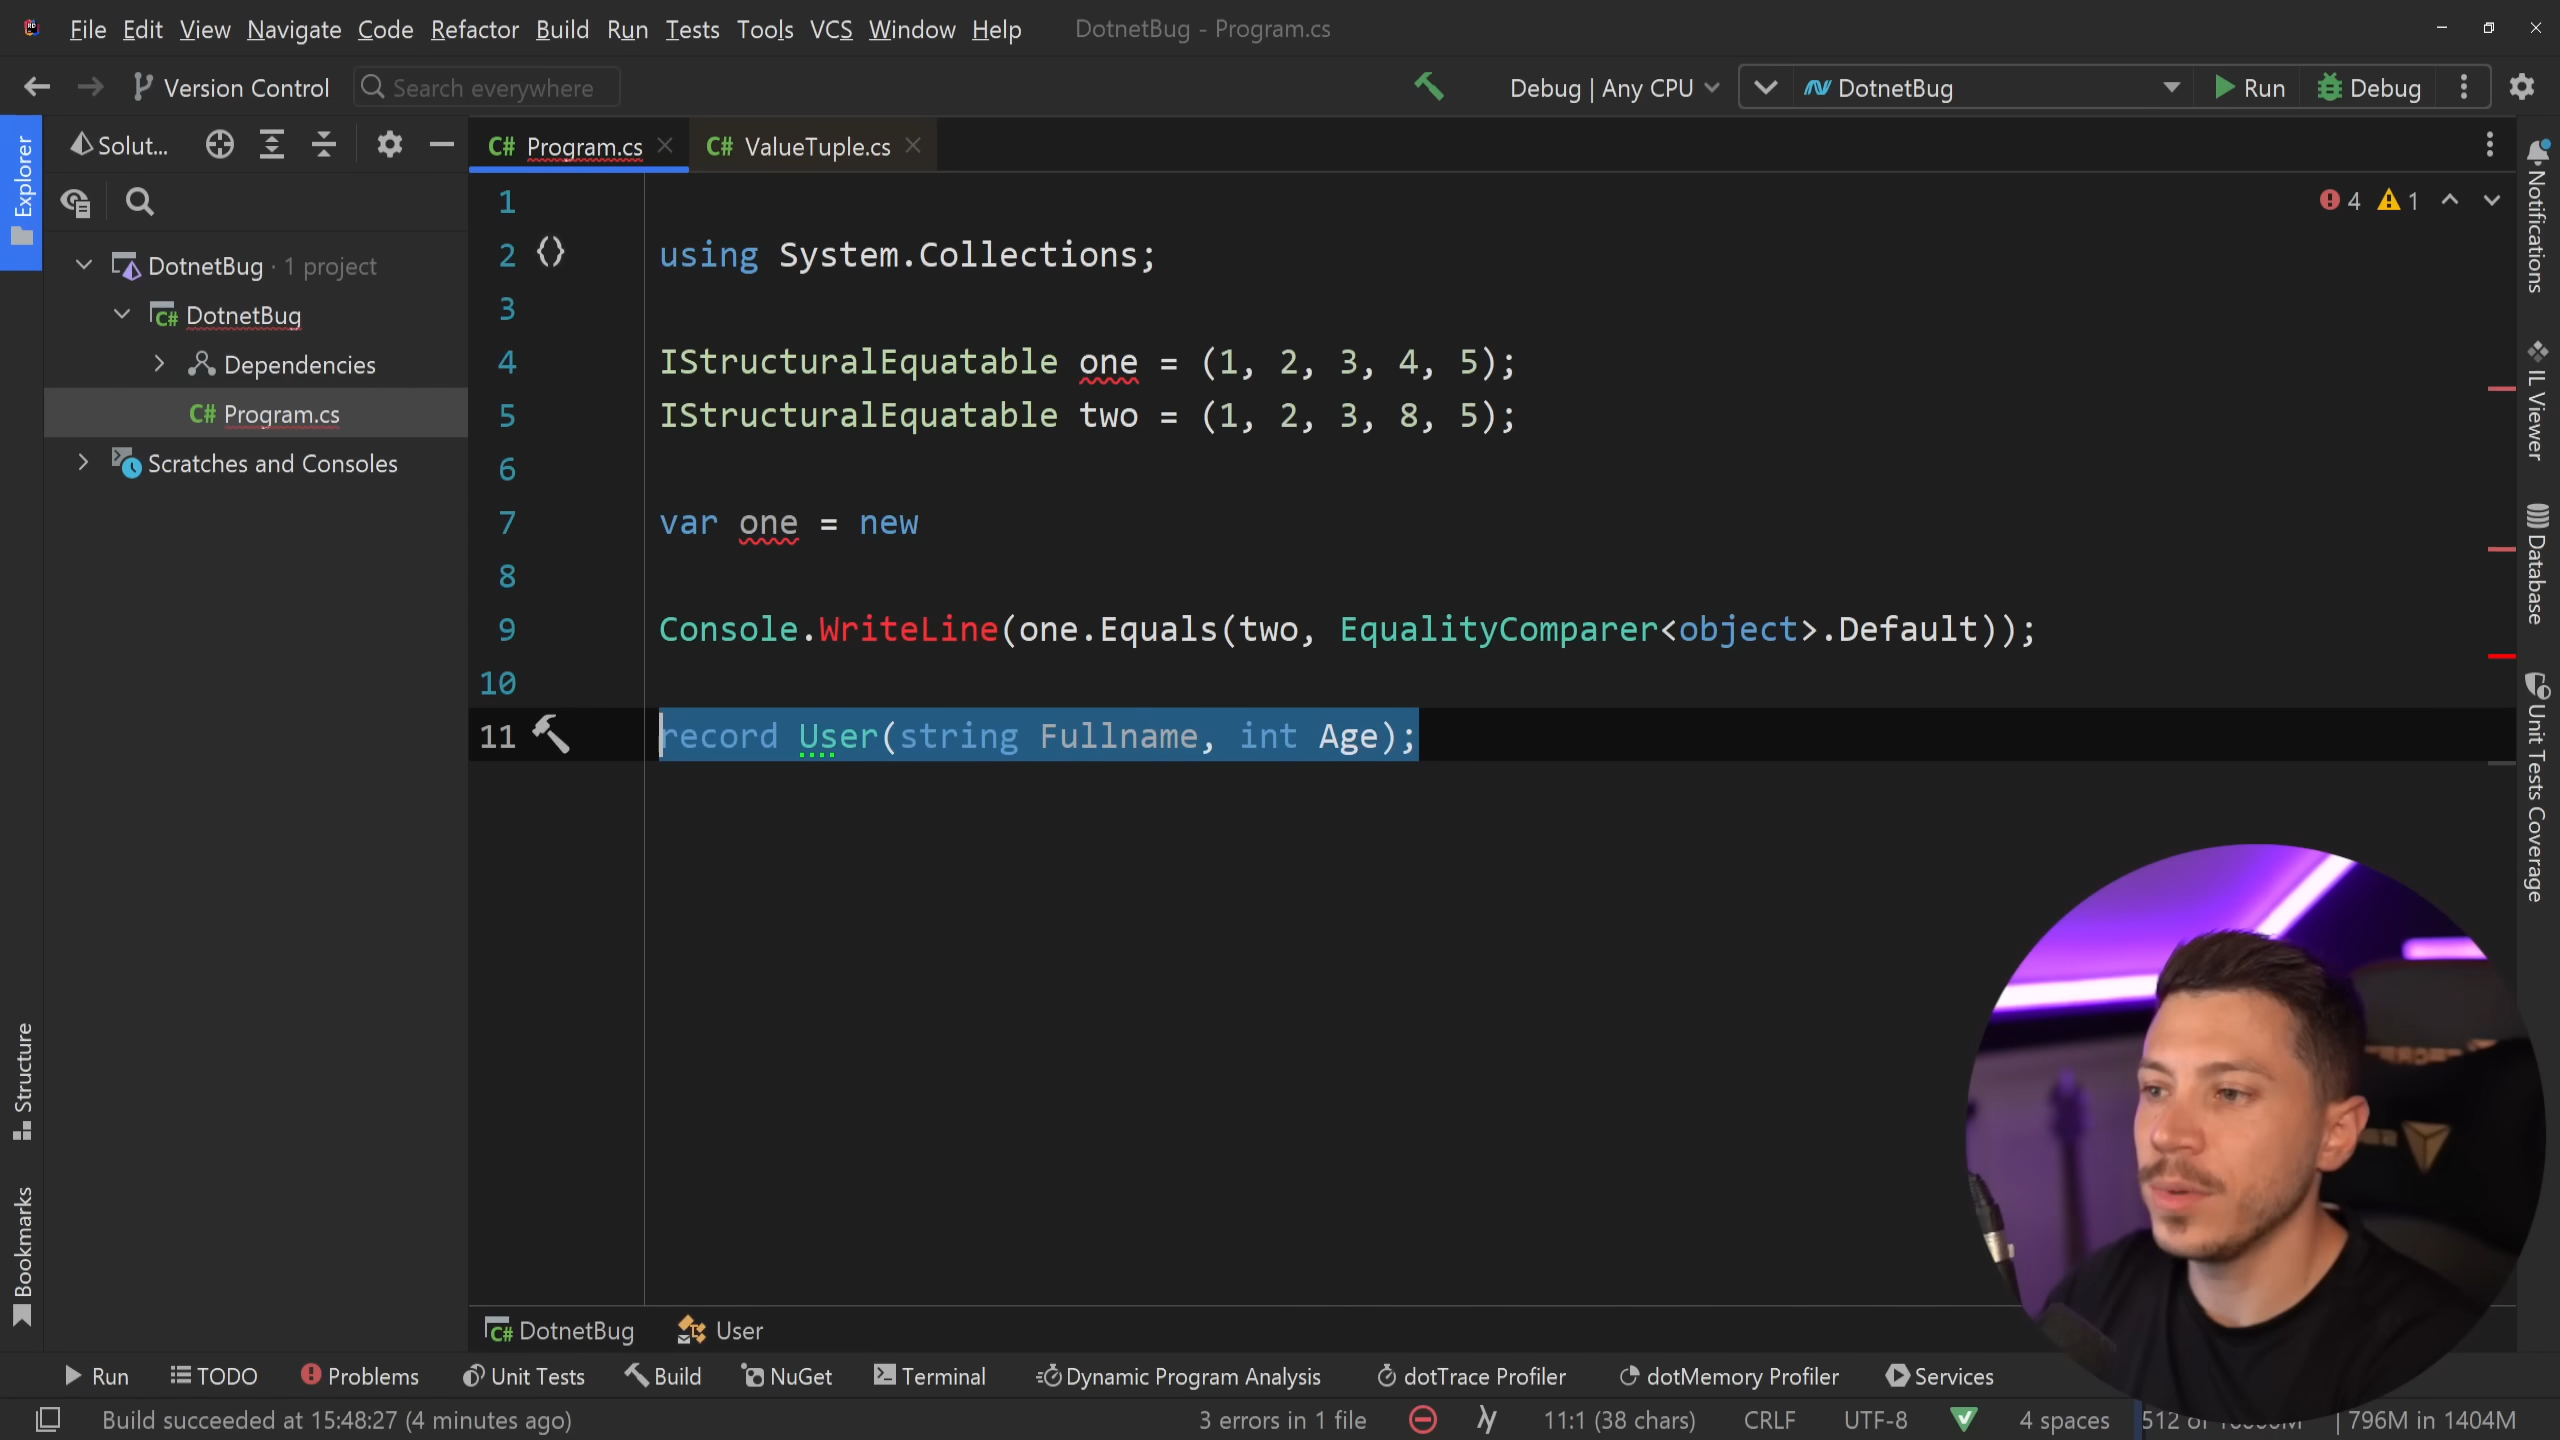 File Edit View Navigate Code Refactor Build Run Tests Tools VCS Window Help DotnetBug - Program.cs
Version Control Search everywhere Debug | Any CPU DotnetBug Run Debug
Solut... C# Program.cs C# ValueTuple.cs
Explorer
DotnetBug · 1 project
C# DotnetBug
Dependencies
C# Program.cs
Scratches and Consoles
4 1
1
2 using System.Collections;
3
4 IStructuralEquatable one = (1, 2, 3, 4, 5);
5 IStructuralEquatable two = (1, 2, 3, 8, 5);
6
7 var one = new
8
9 Console.WriteLine(one.Equals(two, EqualityComparer<object>.Default));
10
11 record User(string Fullname, int Age);
Notifications
IL Viewer
Database
Unit Tests Coverage
Structure
Bookmarks
C# DotnetBug User
Run TODO Problems Unit Tests Build NuGet Terminal Dynamic Program Analysis dotTrace Profiler dotMemory Profiler Services
Build succeeded at 15:48:27 (4 minutes ago) 3 errors in 1 file 11:1 (38 chars) CRLF UTF-8 4 spaces 512 796M in 1404M